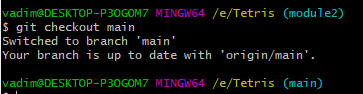 vadim@DESKTOP-P3OGOM7 MINGW64 /e/Tetris (module2)
$ git checkout main
Switched to branch 'main'
Your branch is up to date with 'origin/main'.
vadim@DESKTOP-P3OGOM7 MINGW64 /e/Tetris (main)